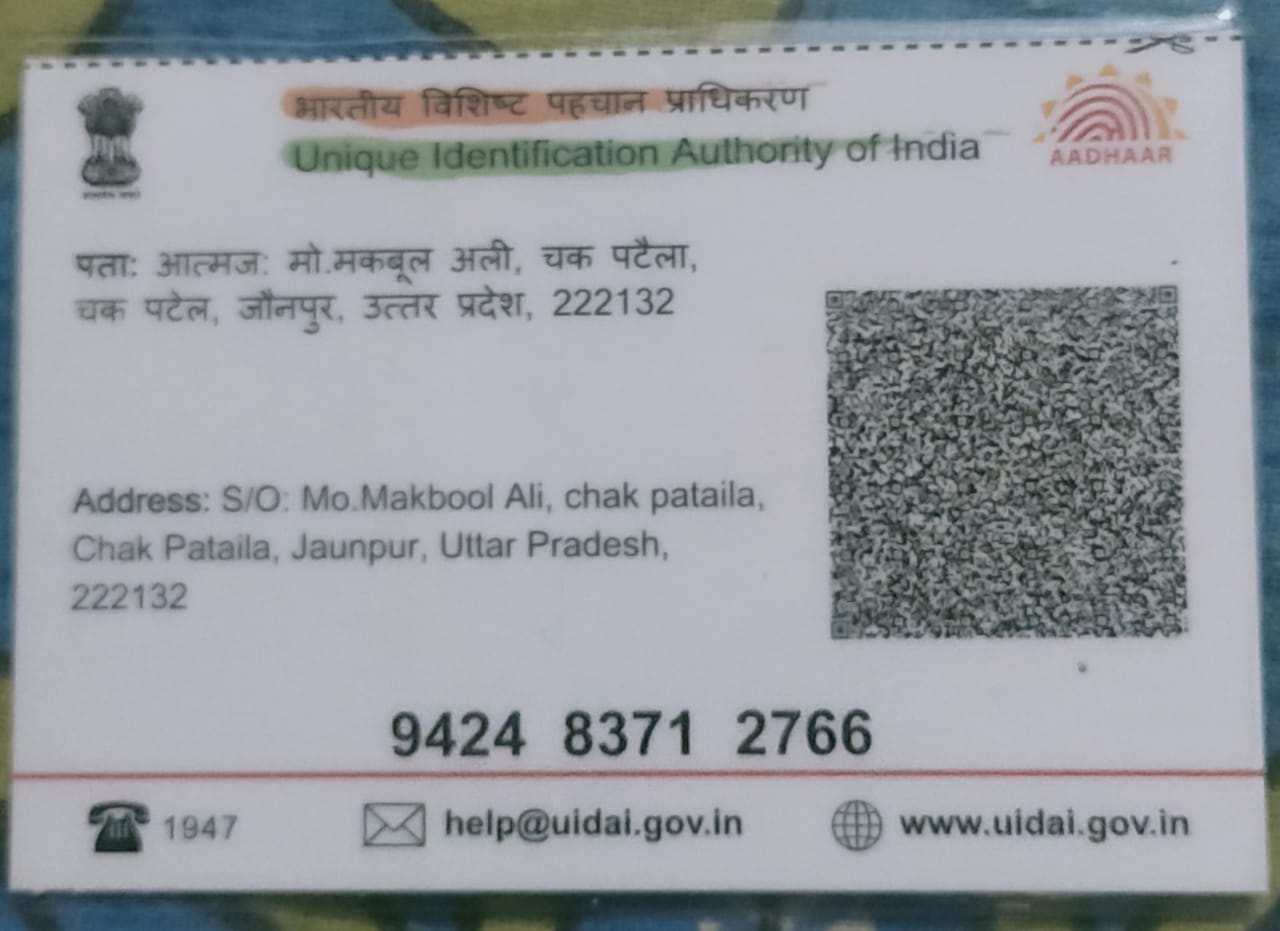 भारतीय विशिष्ट पहचान प्राधिकरण
Unique Identification Authority of India
AADHAAR
पता: आत्मज: मो.मकबूल अली, चक पटैला,
चक पटेल, जौनपुर, उत्तर प्रदेश, 222132
Address: S/O: Mo.Makbool Ali, chak pataila,
Chak Pataila, Jaunpur, Uttar Pradesh,
222132
9424 8371 2766
1947
help@uidai.gov.in
www.uidai.gov.in